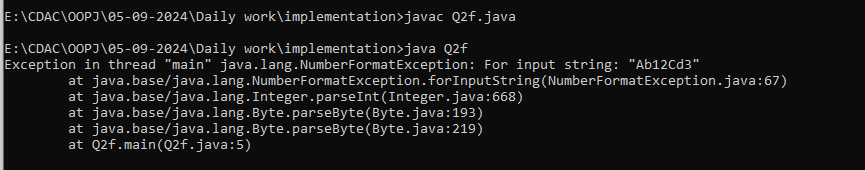 E:\CDAC\OOPJ\05-09-2024\Daily work\implementation>javac Q2f.java
E:\CDAC\OOPJ\05-09-2024\Daily work\implementation>java Q2f
Exception in thread "main" java.lang.NumberFormatException: For input string: "Ab12Cd3"
        at java.base/java.lang.NumberFormatException.forInputString(NumberFormatException.java:67)
        at java.base/java.lang.Integer.parseInt(Integer.java:668)
        at java.base/java.lang.Byte.parseByte(Byte.java:193)
        at java.base/java.lang.Byte.parseByte(Byte.java:219)
        at Q2f.main(Q2f.java:5)